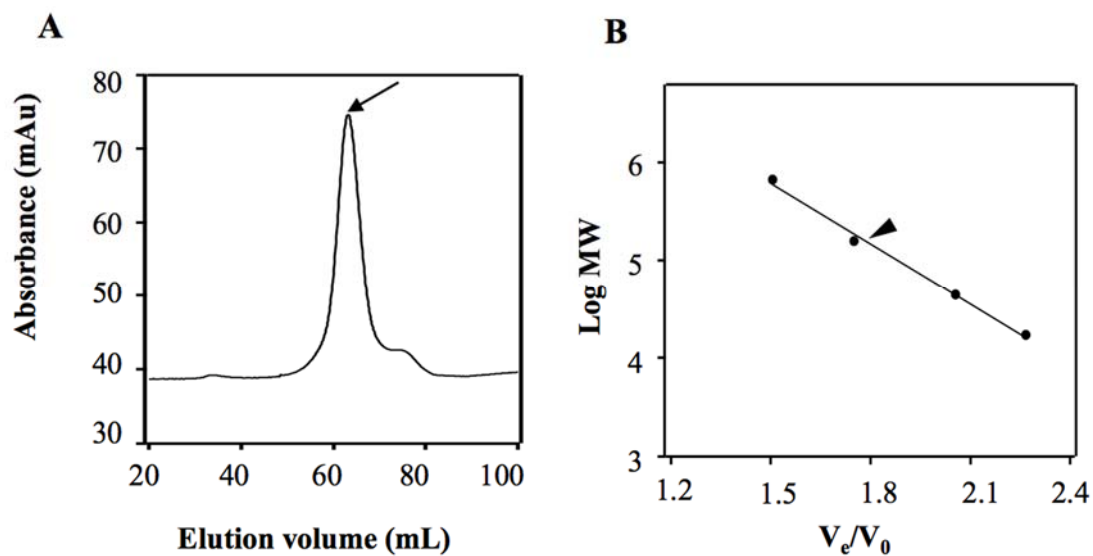 A
Absorbance (mAu)
80
70
60
50
40
30
20 40 60 80 100
Elution volume (mL)
B
Log MW
6
5
4
3
1.2 1.5 1.8 2.1 2.4
Vₑ/V₀